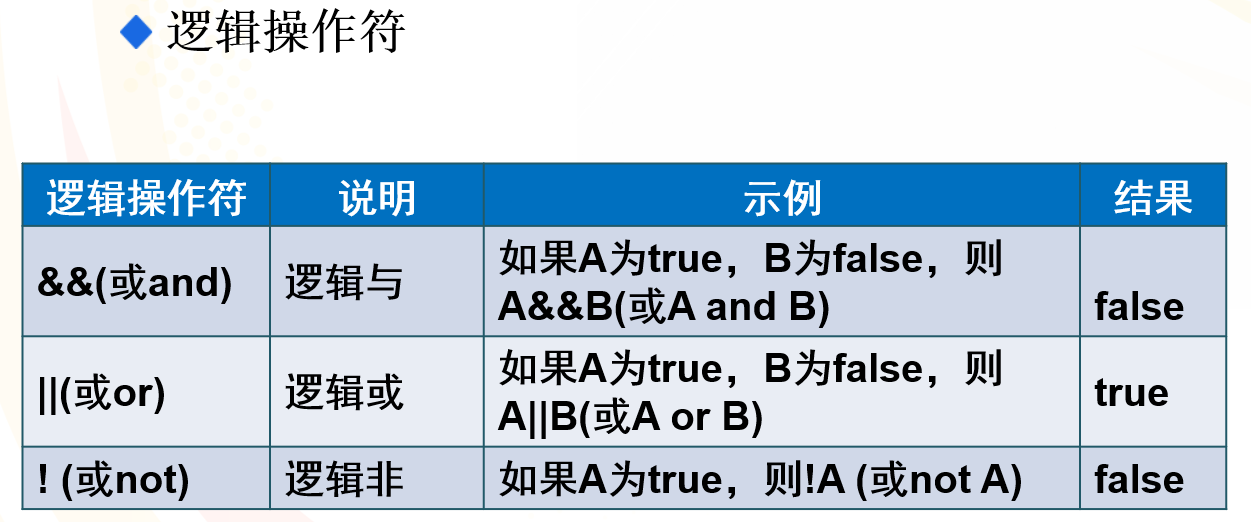 逻辑操作符
逻辑操作符 说明 示例 结果
&&(或and) 逻辑与 如果A为true，B为false，则
A&&B(或A and B) false
||(或or) 逻辑或 如果A为true，B为false，则
A||B(或A or B) true
! (或not) 逻辑非 如果A为true，则!A (或not A) false